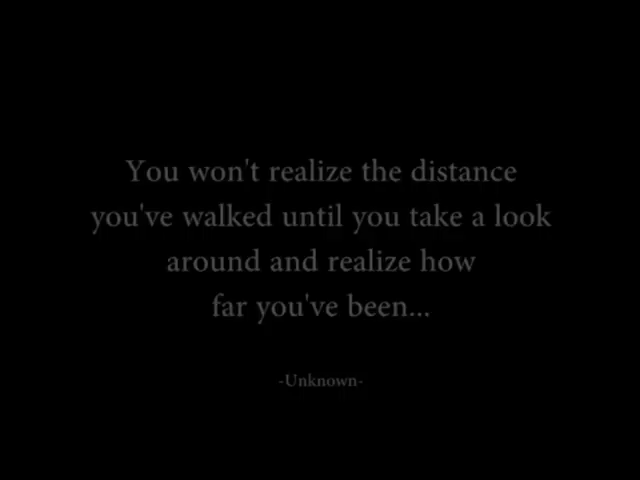 You won't realize the distance
you've walked until you take a look
around and realize how
far you've been...
-Unknown-